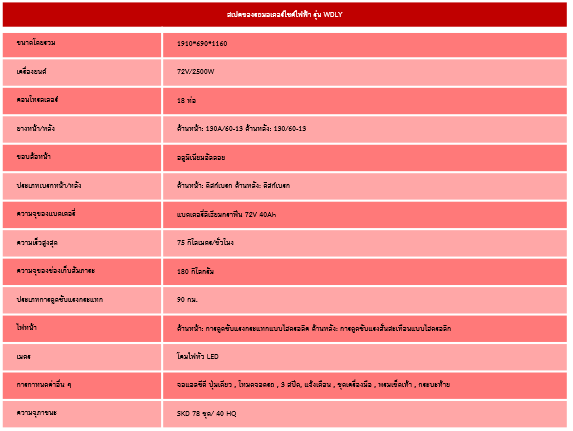 สเปคของรถมอเตอร์ไซค์ไฟฟ้า รุ่น WDLY
ขนาดโดยรวม 1910*690*1160
เครื่องยนต์ 72V/2500W
คอนโทรลเลอร์ 18 ท่อ
ยางหน้า/หลัง ด้านหน้า: 130A/60-13 ด้านหลัง: 130/60-13
ขอบล้อหน้า อลูมิเนียมอัลลอย
ประเภทเบรกหน้า/หลัง ด้านหน้า: ดิสก์เบรก ด้านหลัง: ดิสก์เบรก
ความจุของแบตเตอรี่ แบตเตอรี่ลิเธียมกราฟีน 72V 40Ah
ความเร็วสูงสุด 75 กิโลเมตร/ชั่วโมง
ความจุของช่องเก็บสัมภาระ 180 กิโลกรัม
ประเภทการดูดซับแรงกระแทก 90 กม.
ไฟหน้า ด้านหน้า: การดูดซับแรงกระแทกแบบไฮดรอลิค ด้านหลัง: การดูดซับแรงสั่นสะเทือนแบบไฮดรอลิก
เมตร โคมไฟหัว LED
การกำหนดค่าอื่น ๆ จอแอลซีดี ปุ่มเดียว , โหมดจอดรถ , 3 สปีด, แจ้งเตือน , ชุดเครื่องมือ , พรมเช็ดเท้า , กระบะท้าย
ความจุภาชนะ SKD 78 ชุด/ 40 HQ